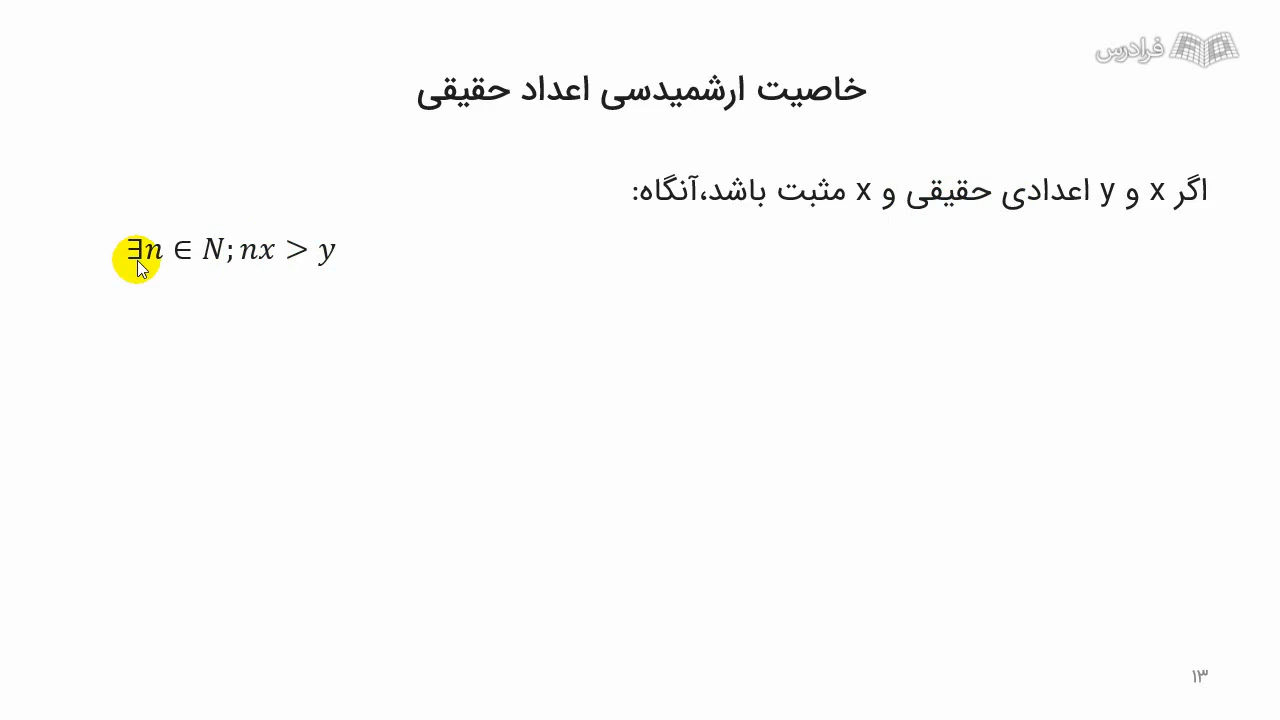 فرادرس
خاصیت ارشمیدسی اعداد حقیقی
اگر x و y اعدادی حقیقی و x مثبت باشد،آنگاه:
∃n ∈ N; nx > y
۱۳